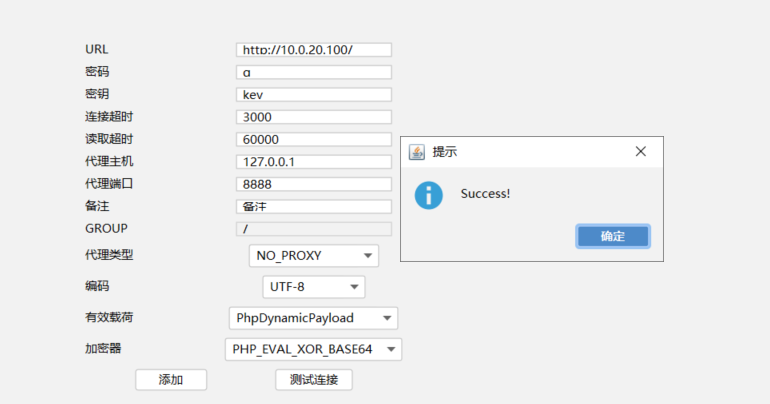 URL http://10.0.20.100/
密码 a
密钥 key
连接超时 3000
读取超时 60000
代理主机 127.0.0.1
代理端口 8888
备注 备注
GROUP /
代理类型 NO_PROXY
编码 UTF-8
有效载荷 PhpDynamicPayload
加密器 PHP_EVAL_XOR_BASE64
添加 测试连接
提示
Success!
确定